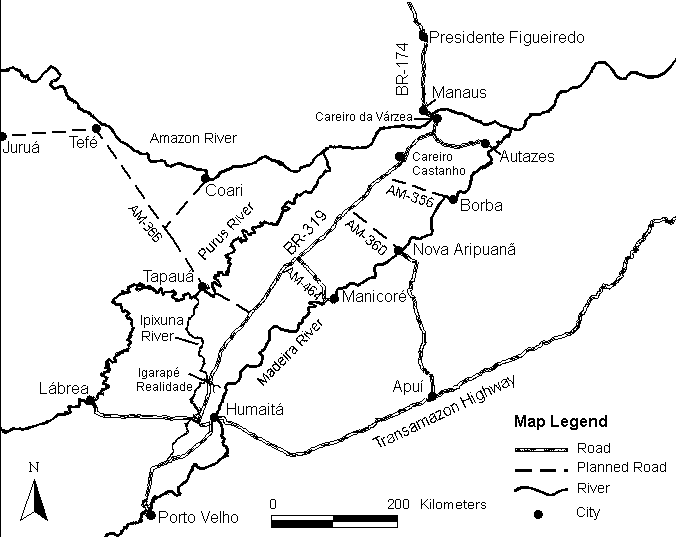 Presidente Figueiredo
BR-174
Manaus
Careiro da Várzea
Amazon River
Juruá
Tefé
Careiro
Castanho
Autazes
Coari
AM-356
Borba
AM-366
Purus River
BR-319
AM-360
Nova Aripuanã
Tapauá
AM-464
Manicoré
Ipixuna
River
Madeira River
Igarapé
Realidade
Lábrea
Humaitá
Apuí
Transamazon Highway
Map Legend
Road
Planned Road
River
City
N
0 200 Kilometers
Porto Velho